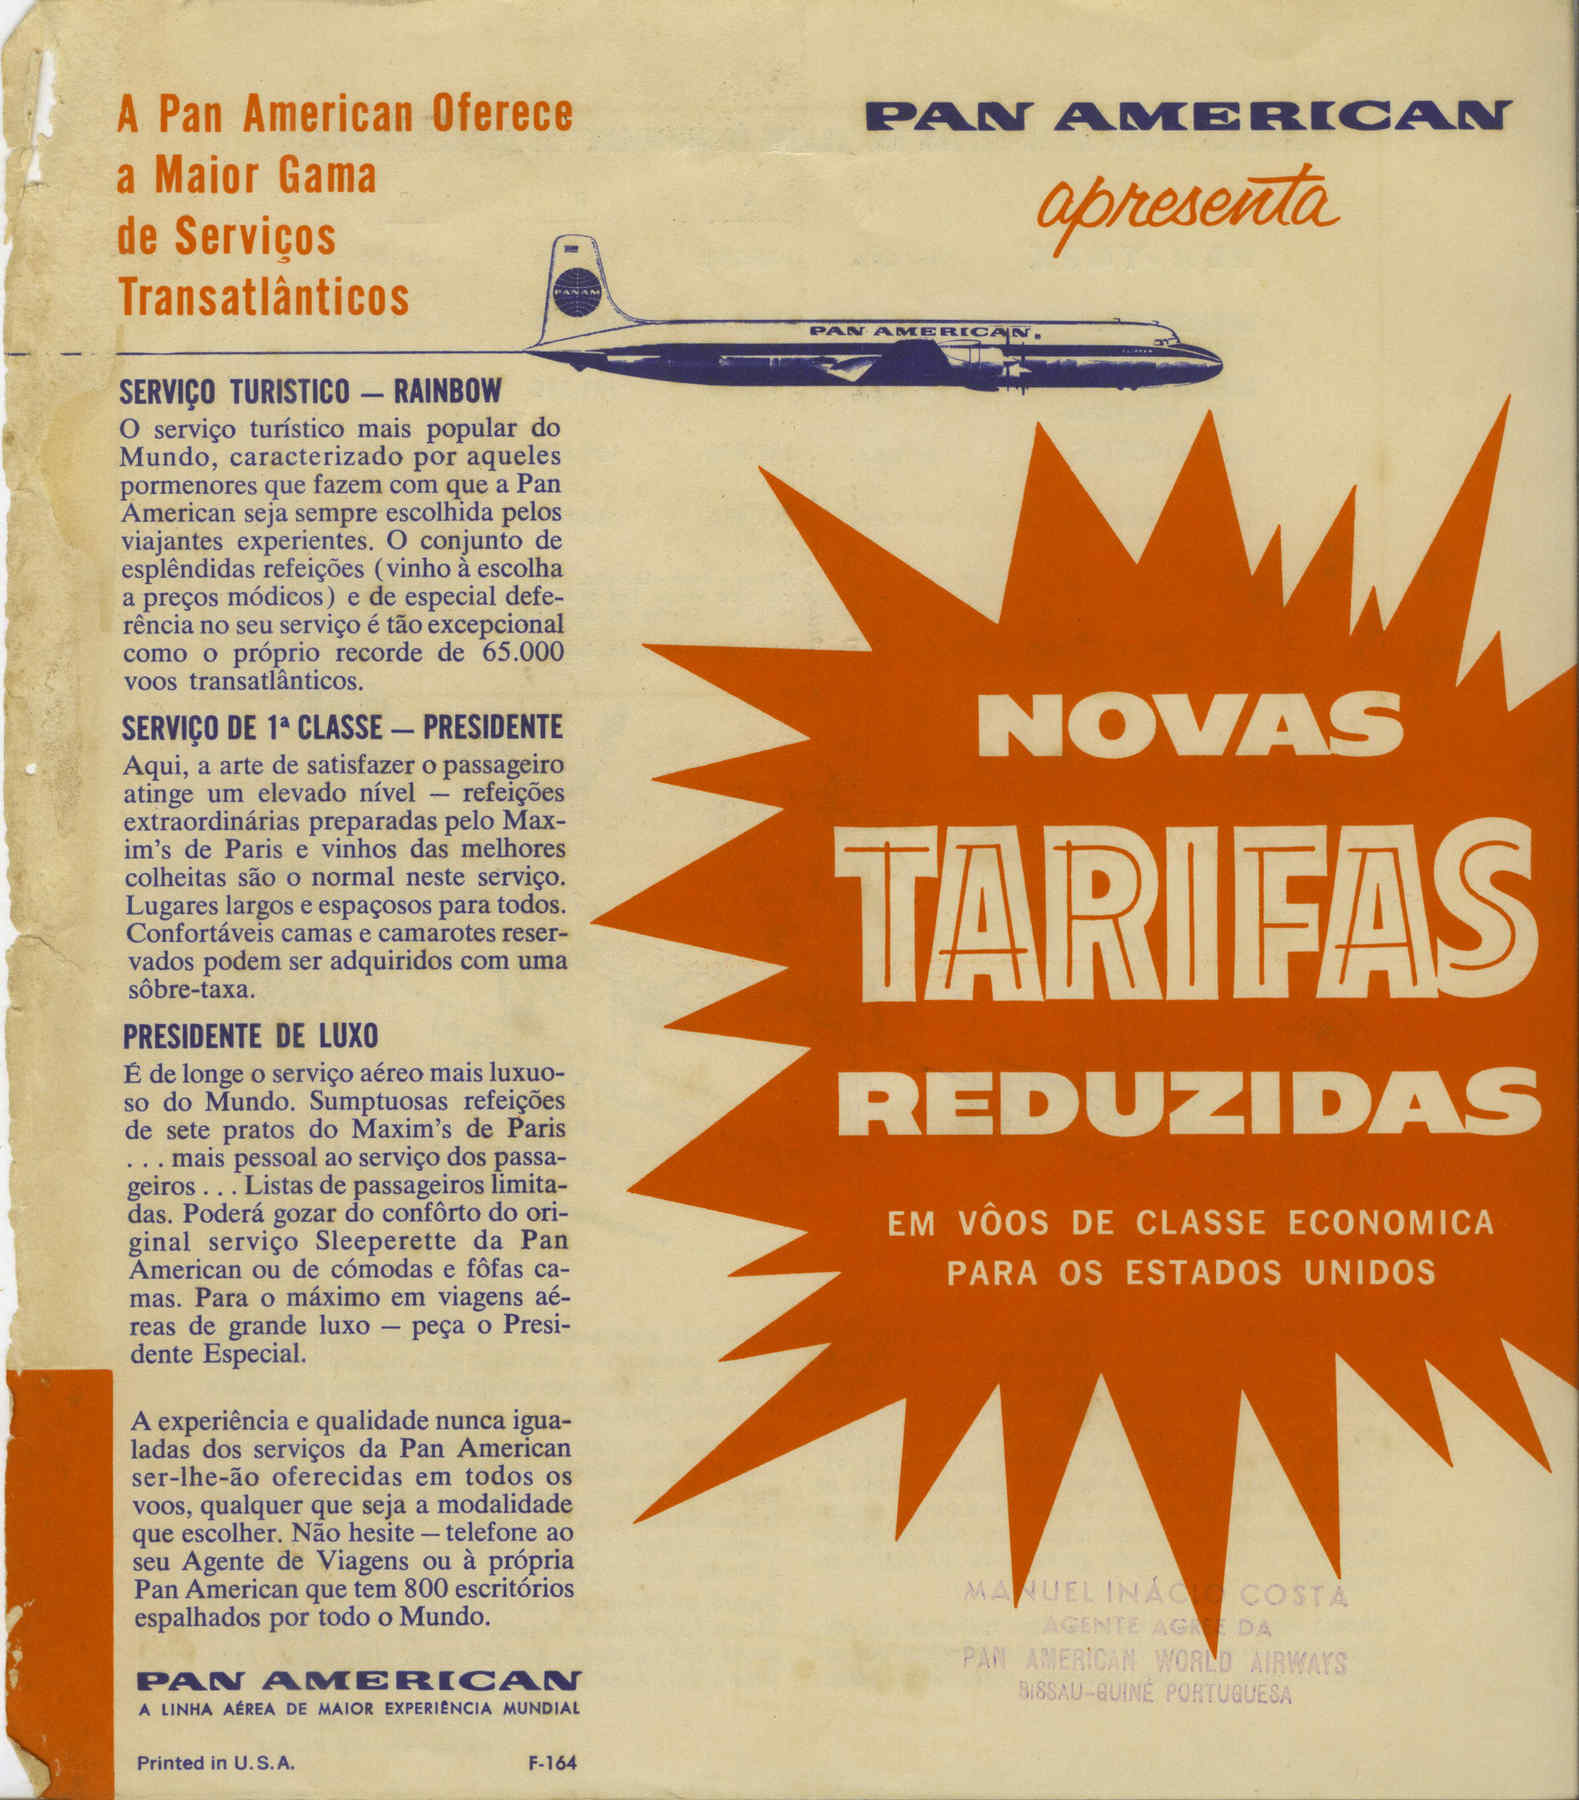 A Pan American Oferece
a Maior Gama
de Serviços
Transatlânticos
SERVIÇO TURISTICO — RAINBOW
O serviço turístico mais popular do
Mundo, caracterizado por aqueles
pormenores que fazem com que a Pan
American seja sempre escolhida pelos
viajantes experientes. O conjunto de
esplêndidas refeições (vinho à escolha
a preços módicos) e de especial defe-
rência no seu serviço é tão excepcional
como o próprio recorde de 65.000
voos transatlânticos.
SERVIÇO DE 1ª CLASSE — PRESIDENTE
Aqui, a arte de satisfazer o passageiro
atinge um elevado nível — refeições
extraordinárias preparadas pelo Max-
im's de Paris e vinhos das melhores
colheitas são o normal neste serviço.
Lugares largos e espaçosos para todos.
Confortáveis camas e camarotes reser-
vados podem ser adquiridos com uma
sôbre-taxa.
PRESIDENTE DE LUXO
É de longe o serviço aéreo mais luxuo-
so do Mundo. Sumptuosas refeições
de sete pratos do Maxim's de Paris
. . . mais pessoal ao serviço dos passa-
geiros . . . Listas de passageiros limita-
das. Poderá gozar do confôrto do ori-
ginal serviço Sleeperette da Pan
American ou de cómodas e fôfas ca-
mas. Para o máximo em viagens aé-
reas de grande luxo — peça o Presi-
dente Especial.
A experiência e qualidade nunca igua-
ladas dos serviços da Pan American
ser-lhe-ão oferecidas em todos os
voos, qualquer que seja a modalidade
que escolher. Não hesite — telefone ao
seu Agente de Viagens ou à própria
Pan American que tem 800 escritórios
espalhados por todo o Mundo.
PAN AMERICAN
A LINHA AÉREA DE MAIOR EXPERIÊNCIA MUNDIAL
Printed in U.S.A. F-164
PAN AMERICAN
apresenta
PANAM
PAN AMERICAN
NOVAS
TARIFAS
REDUZIDAS
EM VÔOS DE CLASSE ECONOMICA
PARA OS ESTADOS UNIDOS
MANUEL INÁCIO COSTA
AGENTE DA
PAN AMERICAN WORLD AIRWAYS
BISSAU-GUINÉ PORTUGUESA